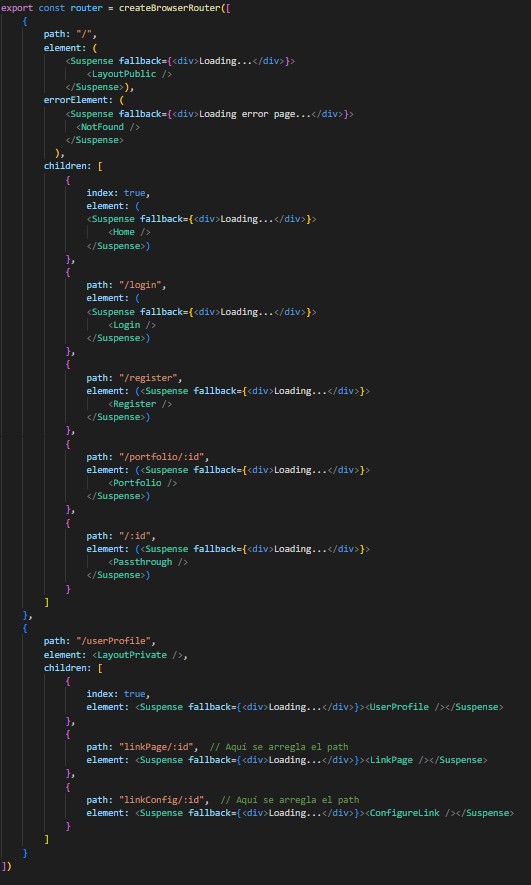 export const router = createBrowserRouter([
    {
        path: "/",
        element: (
            <Suspense fallback={<div>Loading...</div>}>
                <LayoutPublic />
            </Suspense>),
        errorElement: (
            <Suspense fallback={<div>Loading error page...</div>}>
              <NotFound />
            </Suspense>
          ),
        children: [
            {
                index: true,
                element: (
                <Suspense fallback={<div>Loading...</div>}>
                    <Home />
                </Suspense>)
            },
            {
                path: "/login",
                element: (
                <Suspense fallback={<div>Loading...</div>}>
                    <Login />
                </Suspense>)
            },
            {
                path: "/register",
                element: (<Suspense fallback={<div>Loading...</div>}>
                    <Register />
                </Suspense>)
            },
            {
                path: "/portfolio/:id",
                element: (<Suspense fallback={<div>Loading...</div>}>
                    <Portfolio />
                </Suspense>)
            },
            {
                path: "/:id",
                element: (<Suspense fallback={<div>Loading...</div>}>
                    <Passthrough />
                </Suspense>)
            }
        ]
    },
    {
        path: "/userProfile",
        element: <LayoutPrivate />,
        children: [
            {
                index: true,
                element: <Suspense fallback={<div>Loading...</div>}><UserProfile /></Suspense>
            },
            {
                path: "linkPage/:id",  // Aquí se arregla el path
                element: <Suspense fallback={<div>Loading...</div>}><LinkPage /></Suspense>
            },
            {
                path: "linkConfig/:id",  // Aquí se arregla el path
                element: <Suspense fallback={<div>Loading...</div>}><ConfigureLink /></Suspense>
            }
        ]
    }
])